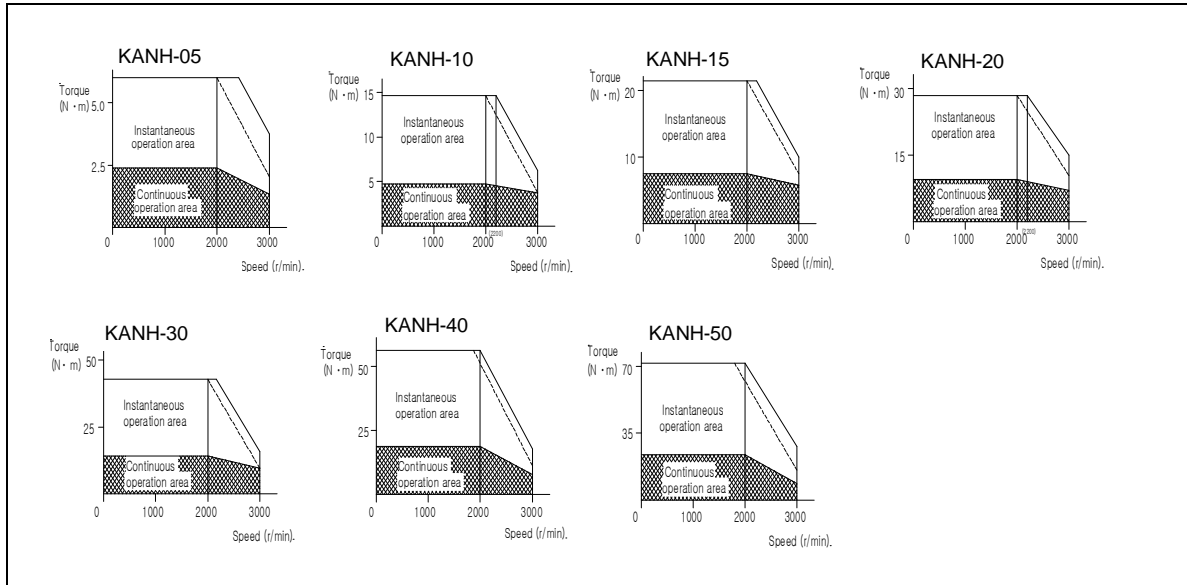 KANH-05
Torque
(N・m) 5.0
2.5
Instantaneous
operation area
Continuous
operation area
0 1000 2000 3000
Speed (r/min).
KANH-10
Torque
(N・m)
15
10
5
Instantaneous
operation area
Continuous
operation area
0 1000 2000 3000
(2200)
Speed (r/min).
KANH-15
Torque
(N・m)
20
10
Instantaneous
operation area
Continuous
operation area
0 1000 2000 3000
Speed (r/min).
KANH-20
Torque
(N・m)
30
15
Instantaneous
operation area
Continuous
operation area
0 1000 2000 3000
(2200)
Speed (r/min).
KANH-30
Torque
(N・m) 50
25
Instantaneous
operation area
Continuous
operation area
0 1000 2000 3000
Speed (r/min).
KANH-40
Torque
(N・m) 50
25
Instantaneous
operation area
Continuous
operation area
0 1000 2000 3000
Speed (r/min).
KANH-50
Torque
(N・m) 70
35
Instantaneous
operation area
Continuous
operation area
0 1000 2000 3000
Speed (r/min).